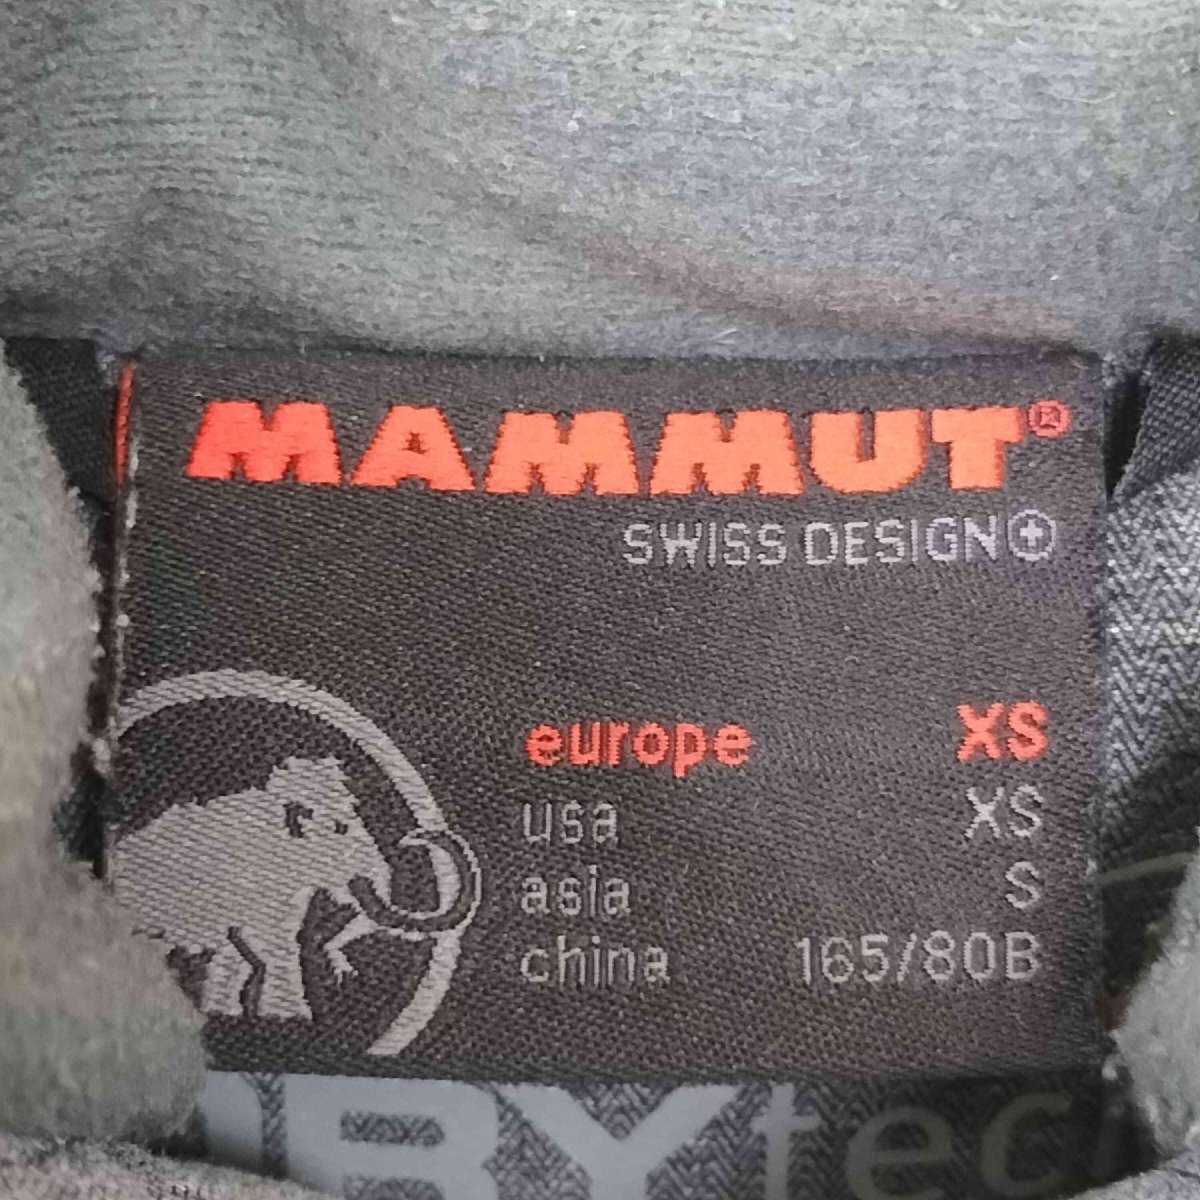 MAMMUT®
SWISS DESIGN
europe XS
usa XS
asia S
china 165/80B